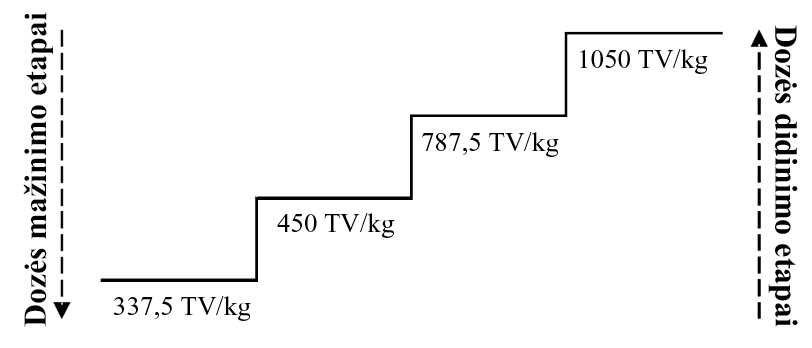 Dozės mažinimo etapai
1050 TV/kg
787,5 TV/kg
450 TV/kg
337,5 TV/kg
Dozės didinimo etapai